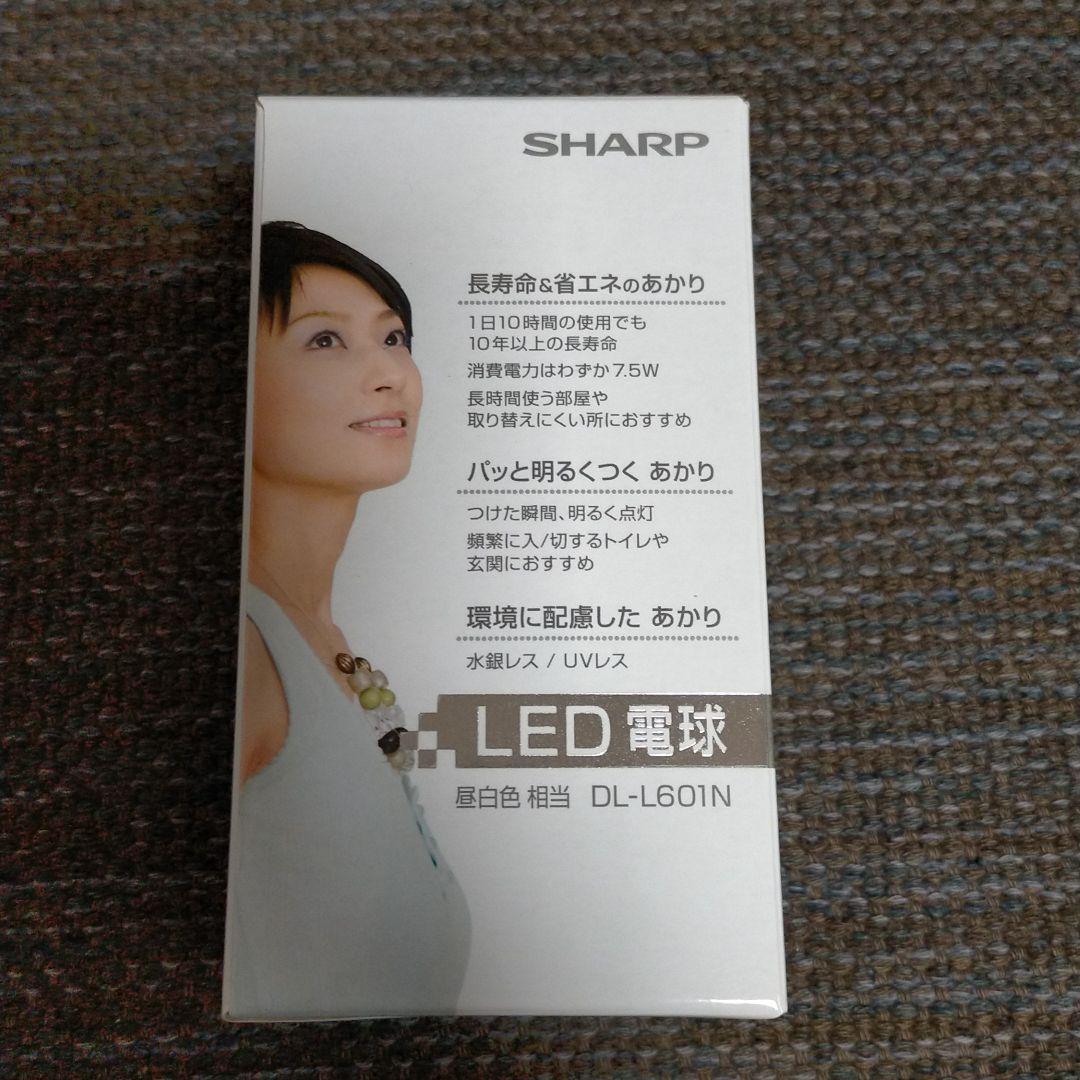 SHARP
長寿命&省エネのあかり
1日10時間の使用でも
10年以上の長寿命
消費電力はわずか7.5W
長時間使う部屋や
取り替えにくい所におすすめ
パッと明るくつく あかり
つけた瞬間、明るく点灯
頻繁に入/切するトイレや
玄関におすすめ
環境に配慮した あかり
水銀レス / UVレス
LED 電球
昼白色 相当 DL-L601N